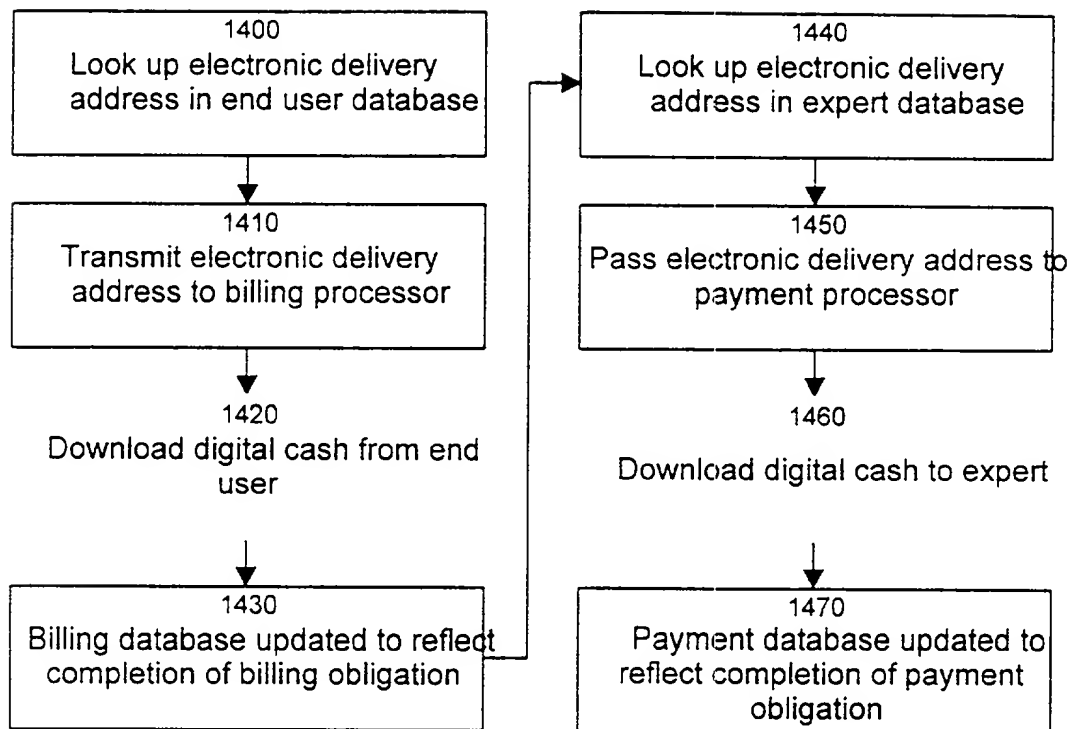 1400
Look up electronic delivery
address in end user database
1410
Transmit electronic delivery
address to billing processor
1420
Download digital cash from end
user
1430
Billing database updated to reflect
completion of billing obligation
1440
Look up electronic delivery
address in expert database
1450
Pass electronic delivery address to
payment processor
1460
Download digital cash to expert
1470
Payment database updated to
reflect completion of payment
obligation